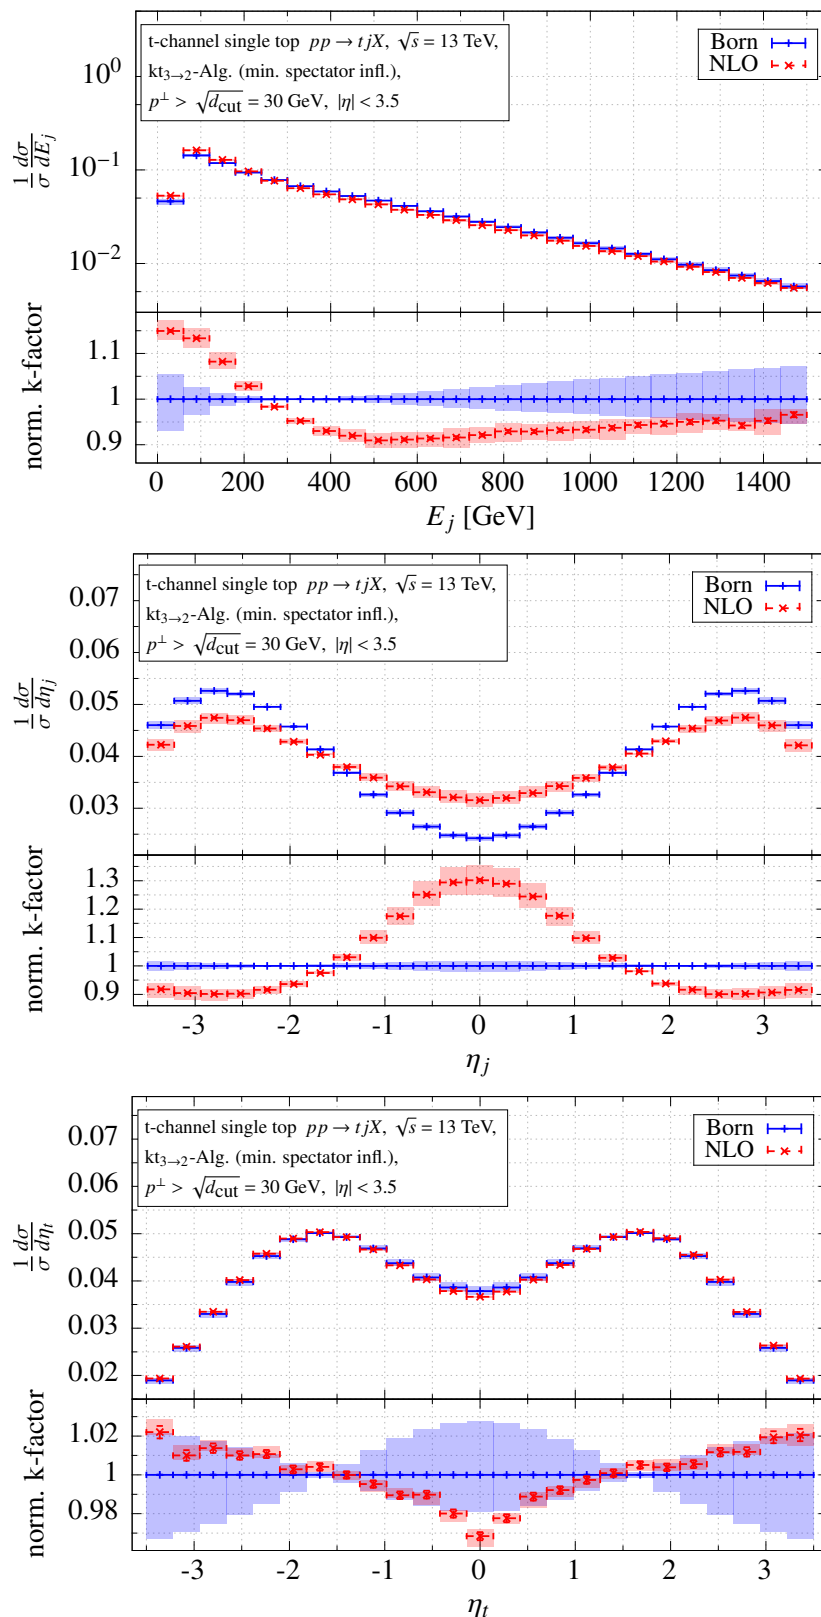 t-channel single top pp → tjX, √s = 13 TeV,
kt3→2-Alg. (min. spectator infl.),
p⊥ > √dcut = 30 GeV, |η| < 3.5
Born
NLO
10^0
10^-1
10^-2
1/σ dσ/dE_j
1.1
1
0.9
norm. k-factor
0 200 400 600 800 1000 1200 1400
E_j [GeV]
t-channel single top pp → tjX, √s = 13 TeV,
kt3→2-Alg. (min. spectator infl.),
p⊥ > √dcut = 30 GeV, |η| < 3.5
Born
NLO
0.07
0.06
0.05
0.04
0.03
1/σ dσ/dη_j
1.3
1.2
1.1
1
0.9
norm. k-factor
-3 -2 -1 0 1 2 3
η_j
t-channel single top pp → tjX, √s = 13 TeV,
kt3→2-Alg. (min. spectator infl.),
p⊥ > √dcut = 30 GeV, |η| < 3.5
Born
NLO
0.07
0.06
0.05
0.04
0.03
0.02
1/σ dσ/dη_t
1.02
1
0.98
norm. k-factor
-3 -2 -1 0 1 2 3
η_t